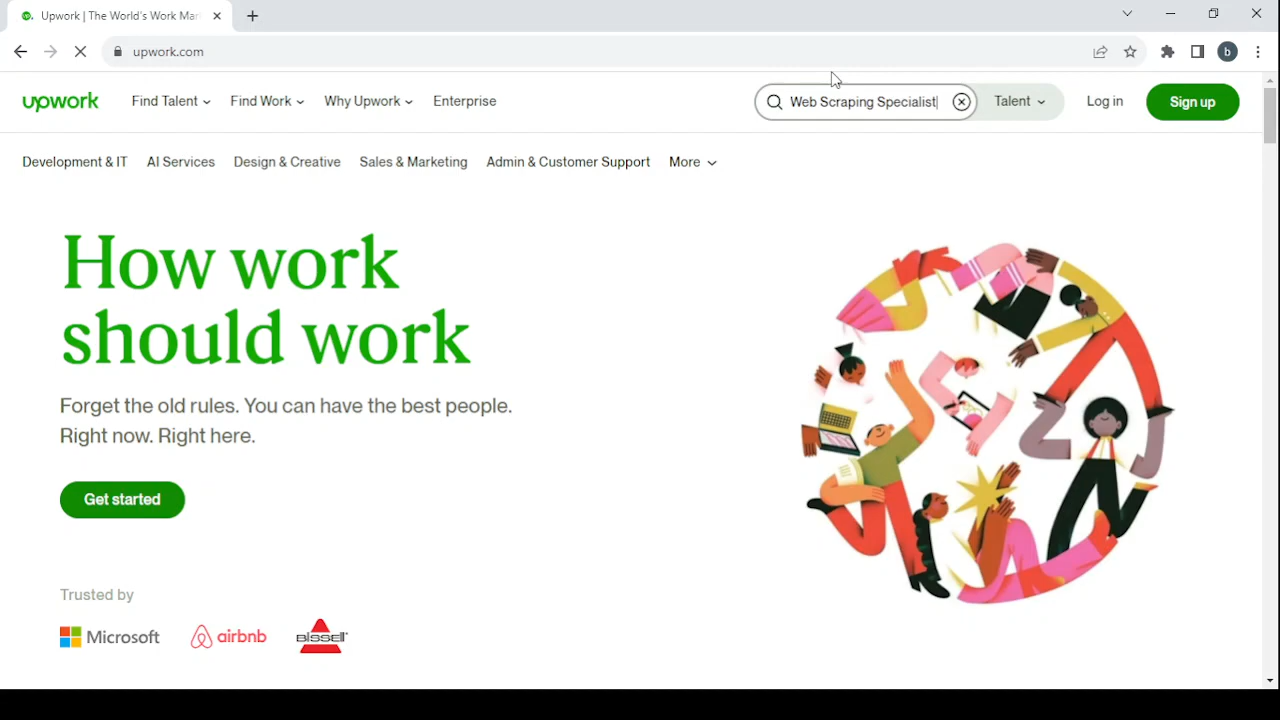 Upwork | The World's Work Mar
upwork.com
b
upwork
Find Talent
Find Work
Why Upwork
Enterprise
Web Scraping Specialist
Talent
Log in
Sign up
Development & IT
AI Services
Design & Creative
Sales & Marketing
Admin & Customer Support
More
How work
should work
Forget the old rules. You can have the best people.
Right now. Right here.
Get started
Trusted by
Microsoft
airbnb
BISSELL